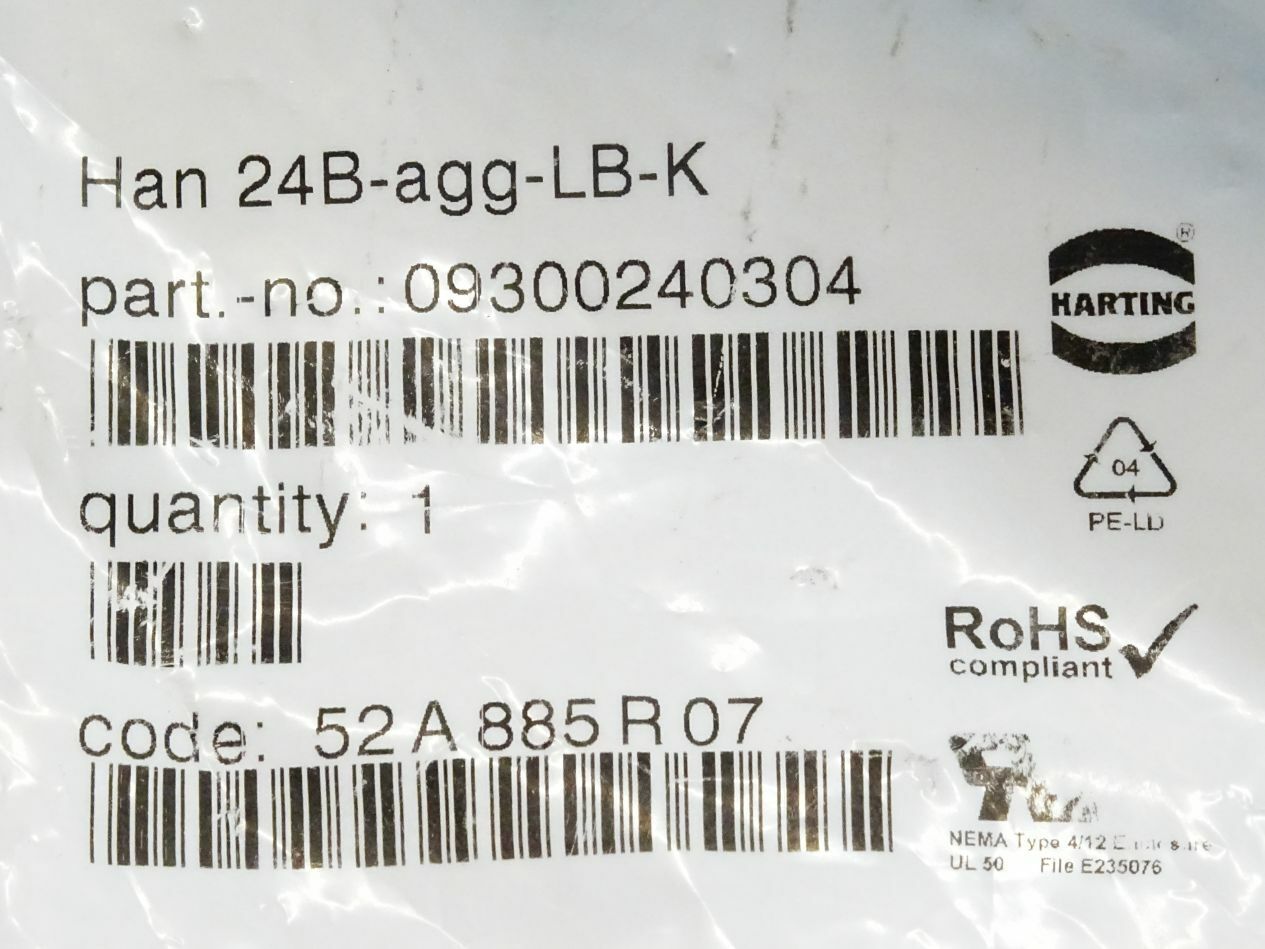 Han 24B-agg-LB-K
part.-no.: 09300240304
®
HARTING
04
PE-LD
quantity: 1
RoHS
compliant
code: 52 A 885 R 07
NEMA Type 4/12 Enclosure
UL 50 File E235076